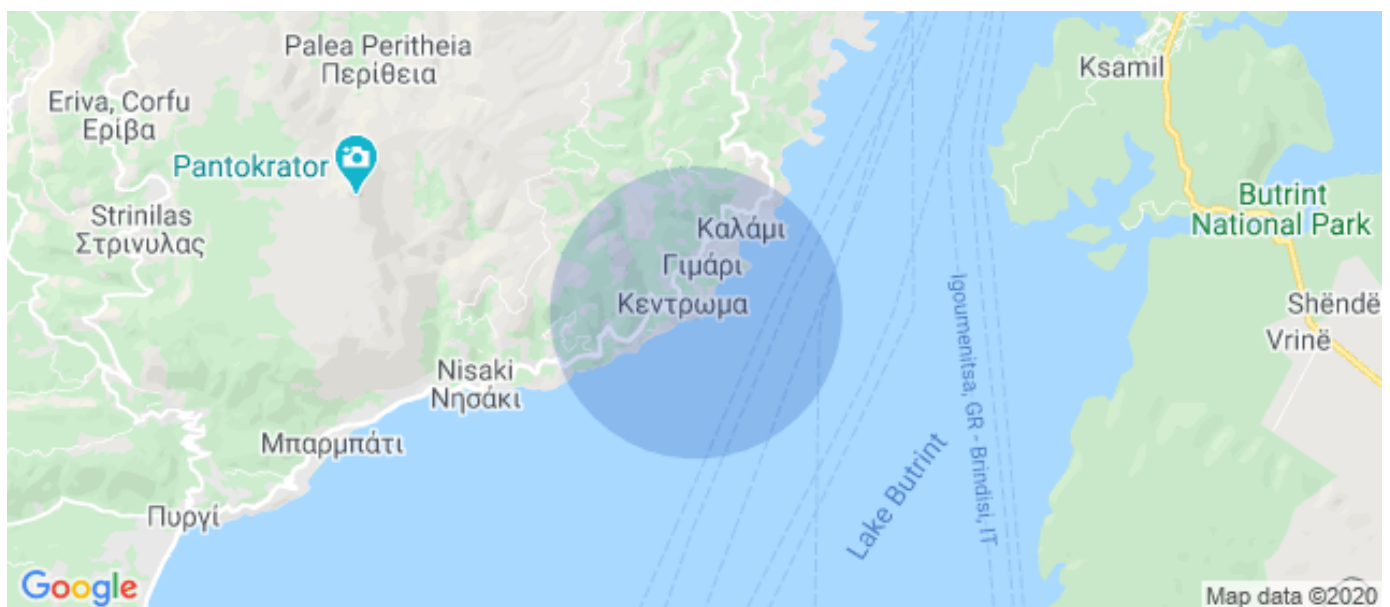 Palea Peritheia
Περίθεια
Ksamil
Eriva, Corfu
Ερίβα
Pantokrator
Butrint
National Park
Strinilas
Στρινυλας
Καλάμι
Γιμάρι
Κεντρωμα
Igoumenitsa, GR - Brindisi, IT
Shëndë
Vrinë
Nisaki
Νησάκι
Μπαρμπάτι
Lake Butrint
Πυργί
Google
Map data ©2020